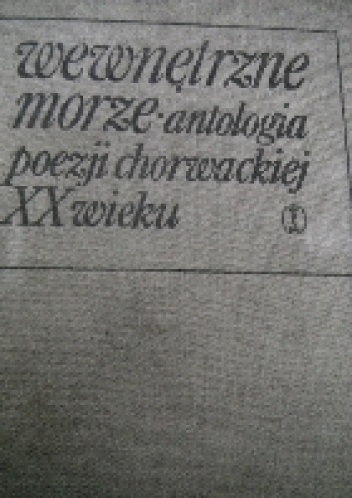 wewnętrzne
morze·antologia
poezji chorwackiej
XX wieku